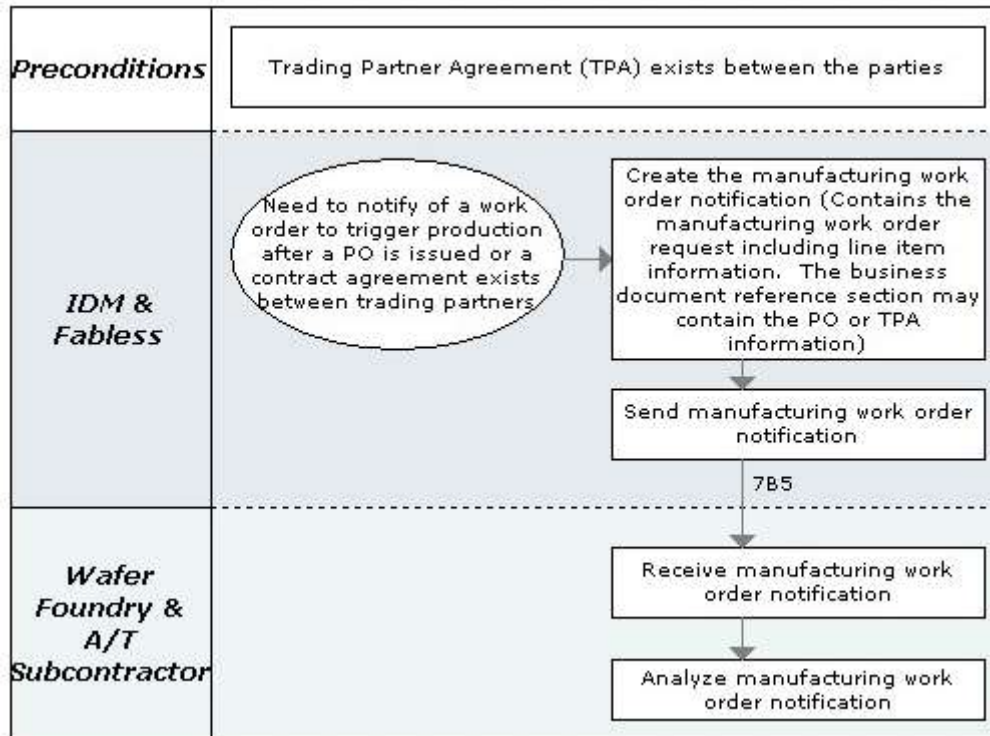 Preconditions
Trading Partner Agreement (TPA) exists between the parties
IDM &
Fabless
Need to notify of a work
order to trigger production
after a PO is issued or a
contract agreement exists
between trading partners
Create the manufacturing work
order notification (Contains the
manufacturing work order
request including line item
information.  The business
document reference section may
contain the PO or TPA
information)
Send manufacturing work order
notification
7B5
Wafer
Foundry &
A/T
Subcontractor
Receive manufacturing work
order notification
Analyze manufacturing work
order notification